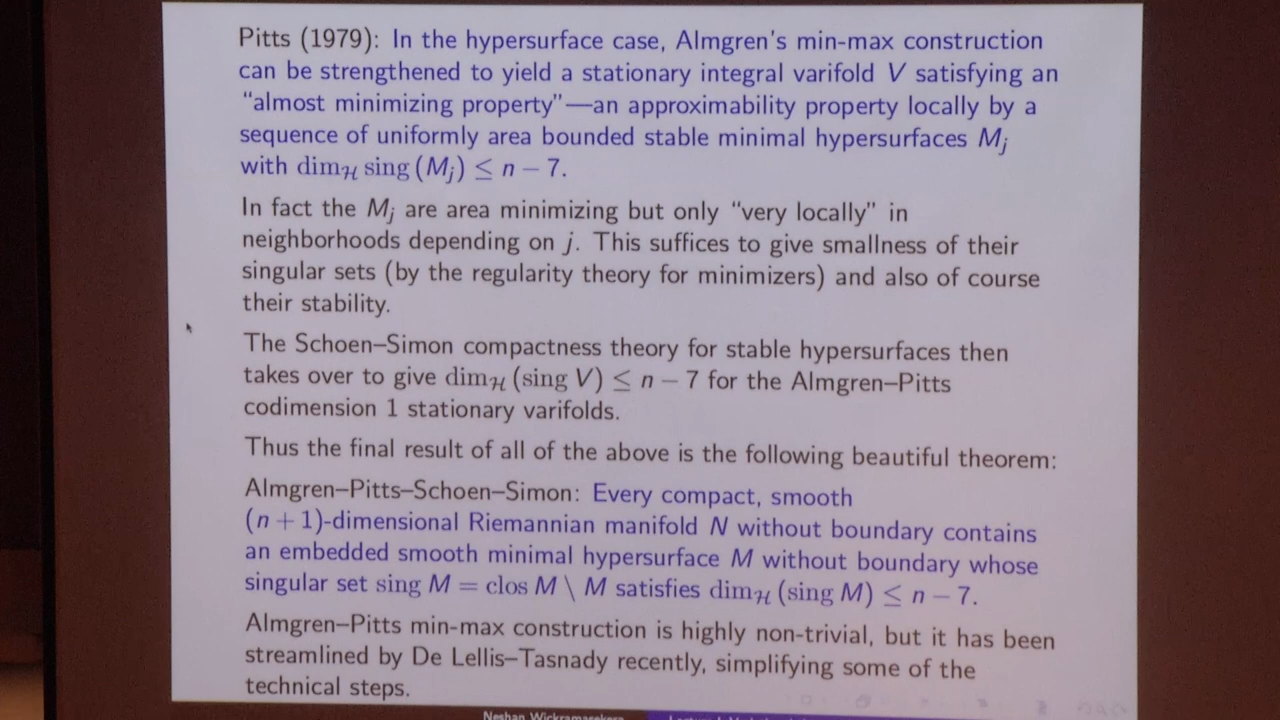 Pitts (1979): In the hypersurface case, Almgren's min-max construction
can be strengthened to yield a stationary integral varifold V satisfying an
“almost minimizing property”—an approximability property locally by a
sequence of uniformly area bounded stable minimal hypersurfaces Mⱼ
with dim_ℋ sing (Mⱼ) ≤ n − 7.
In fact the Mⱼ are area minimizing but only “very locally” in
neighborhoods depending on j. This suffices to give smallness of their
singular sets (by the regularity theory for minimizers) and also of course
their stability.
The Schoen–Simon compactness theory for stable hypersurfaces then
takes over to give dim_ℋ (sing V) ≤ n − 7 for the Almgren–Pitts
codimension 1 stationary varifolds.
Thus the final result of all of the above is the following beautiful theorem:
Almgren–Pitts–Schoen–Simon: Every compact, smooth
(n + 1)-dimensional Riemannian manifold N without boundary contains
an embedded smooth minimal hypersurface M without boundary whose
singular set sing M = clos M \ M satisfies dim_ℋ (sing M) ≤ n − 7.
Almgren–Pitts min-max construction is highly non-trivial, but it has been
streamlined by De Lellis–Tasnady recently, simplifying some of the
technical steps.
Neshan Wickramasekera